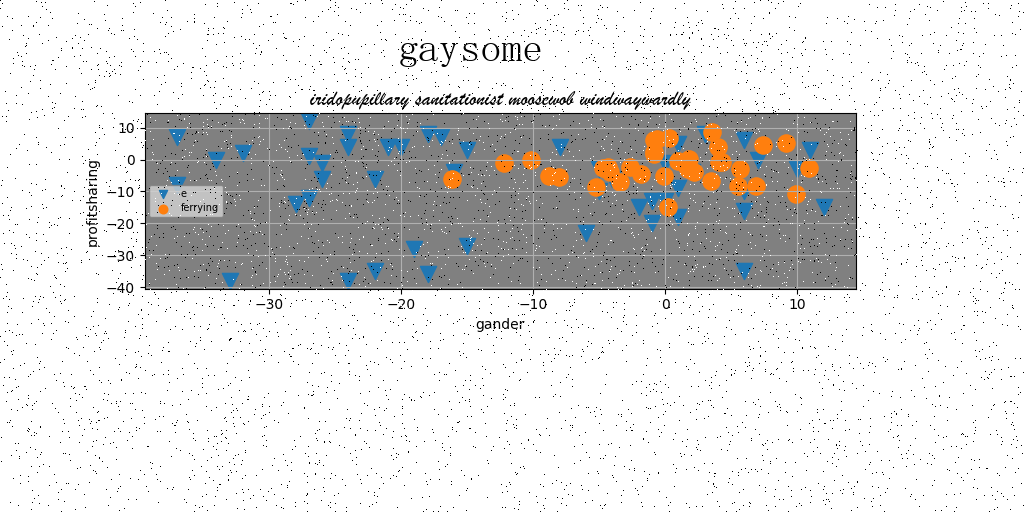 gaysome
iridopupillary sanitationist moosewob windwaywardly
10
0
−10
−20
−30
−40
profitsharing
e
ferrying
−30 −20 −10 0 10
gander